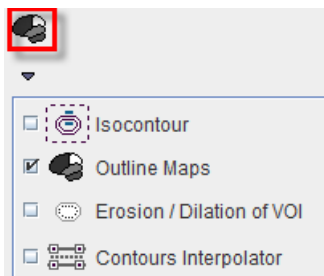 Isocontour
Outline Maps
Erosion / Dilation of VOI
Contours Interpolator